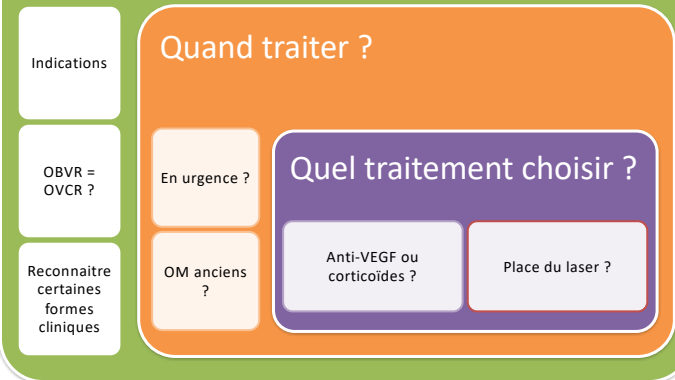 Indications
OBVR =
OVCR ?
Reconnaitre
certaines
formes
cliniques
Quand traiter ?
En urgence ?
OM anciens
?
Quel traitement choisir ?
Anti-VEGF ou
corticoïdes ?
Place du laser ?